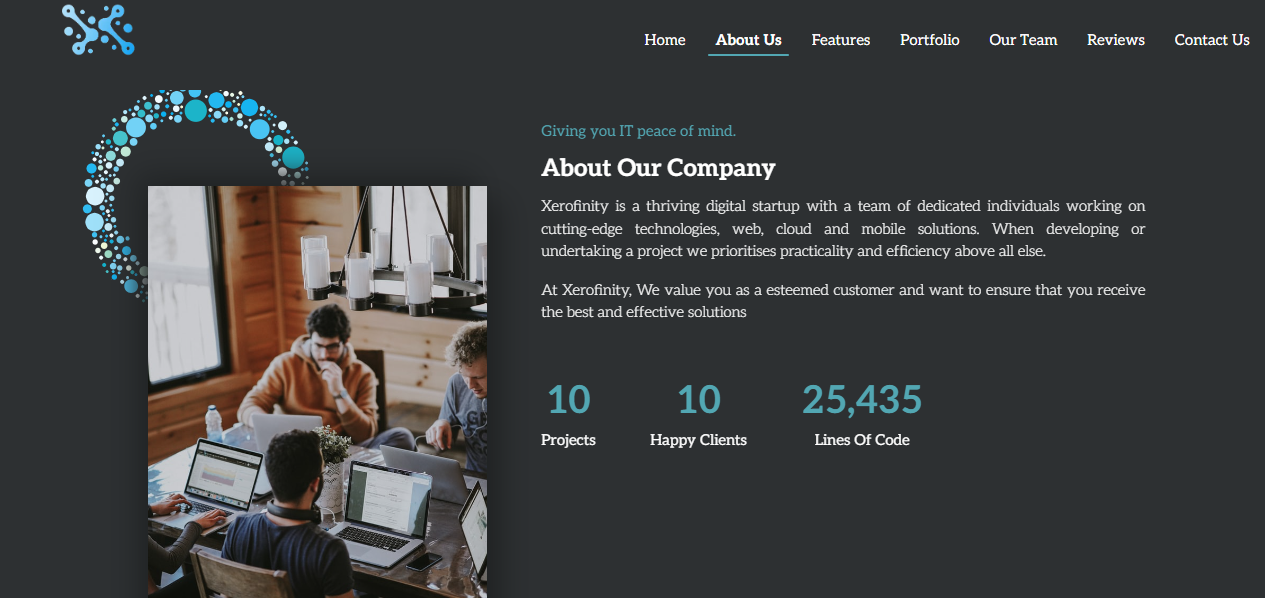 Home About Us Features Portfolio Our Team Reviews Contact Us
Giving you IT peace of mind.
About Our Company
Xerofinity is a thriving digital startup with a team of dedicated individuals working on
cutting-edge technologies, web, cloud and mobile solutions. When developing or
undertaking a project we prioritises practicality and efficiency above all else.
At Xerofinity, We value you as a esteemed customer and want to ensure that you receive
the best and effective solutions
10 10 25,435
Projects Happy Clients Lines Of Code